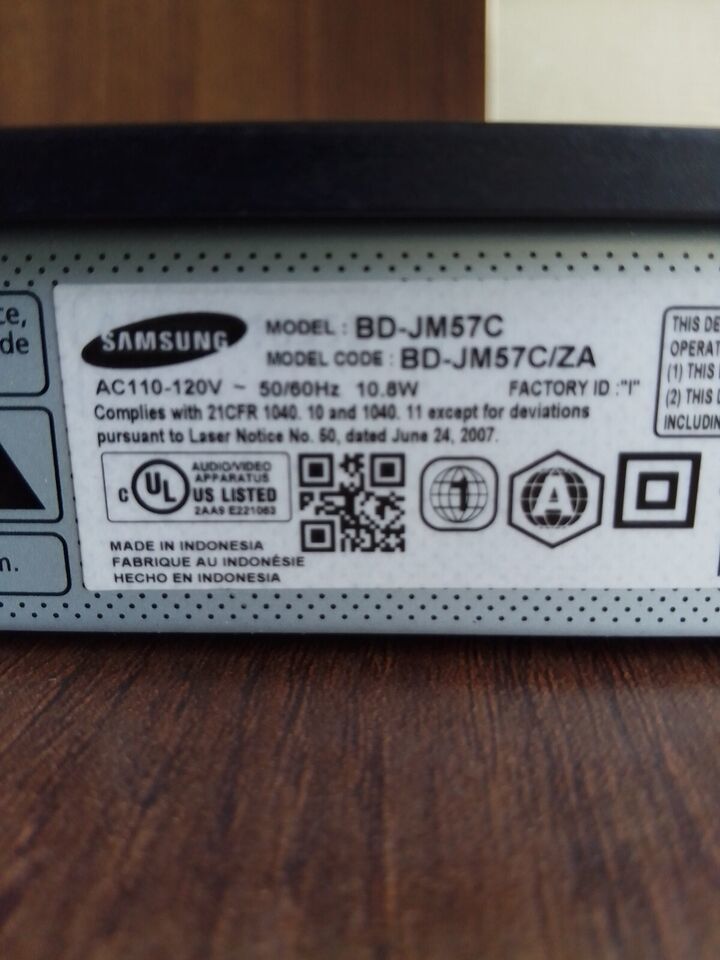 ce,
de
n.
SAMSUNG
MODEL : BD-JM57C
MODEL CODE : BD-JM57C/ZA
AC110-120V ~ 50/60Hz 10.8W FACTORY ID :"I"
Complies with 21CFR 1040. 10 and 1040. 11 except for deviations
pursuant to Laser Notice No. 50, dated June 24, 2007.
C UL US LISTED
AUDIO/VIDEO
APPARATUS
2AA9 E221063
1
A
MADE IN INDONESIA
FABRIQUE AU INDONÉSIE
HECHO EN INDONESIA
THIS DE
OPERAT
(1) THIS
(2) THIS
INCLUDIN